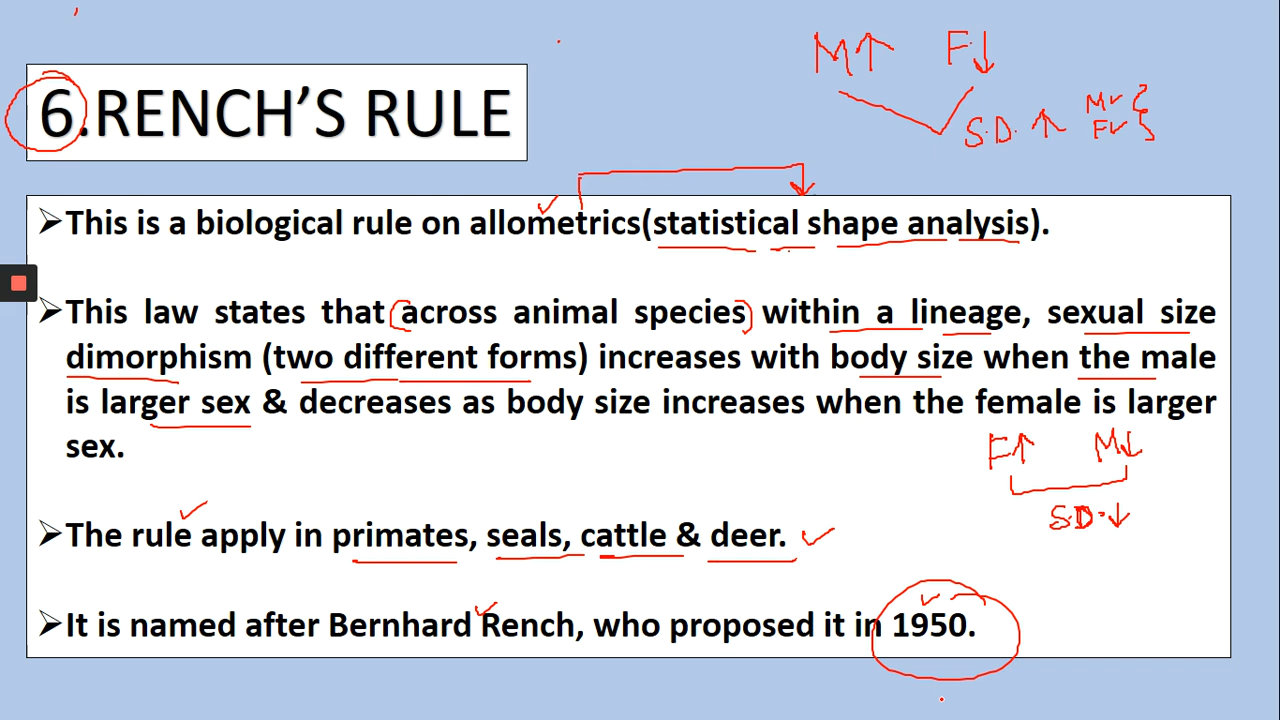 M↑ F↓
S.D. ↑ M✓ F✓
6.RENCH’S RULE
➢This is a biological rule on allometrics(statistical shape analysis).
➢This law states that across animal species within a lineage, sexual size
dimorphism (two different forms) increases with body size when the male
is larger sex & decreases as body size increases when the female is larger
sex.
F↑ M↓
S.D.↓
➢The rule apply in primates, seals, cattle & deer.
➢It is named after Bernhard Rench, who proposed it in 1950.